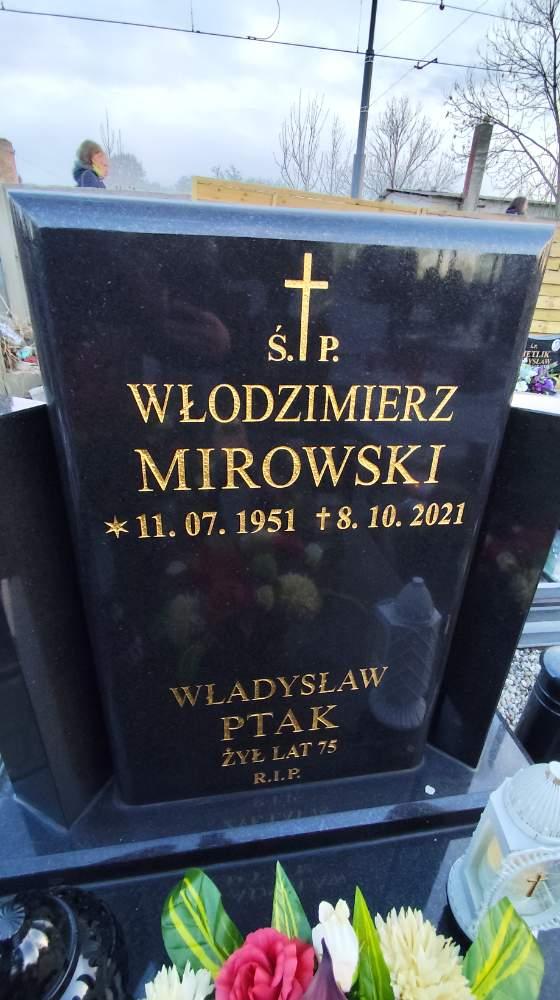 Ś. P.
WŁODZIMIERZ
MIROWSKI
✶ 11. 07. 1951 ✝ 8. 10. 2021
WŁADYSŁAW
PTAK
ŻYŁ LAT 75
R.I.P.